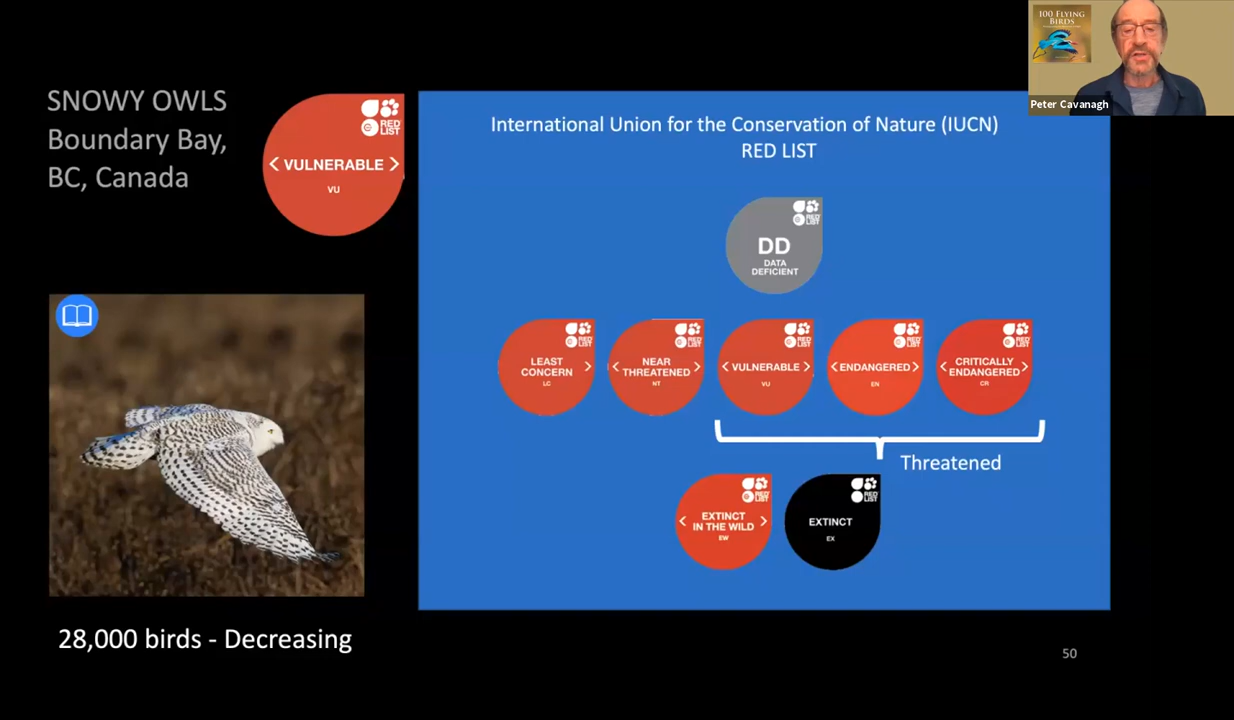 SNOWY OWLS
Boundary Bay,
BC, Canada
RED
LIST
< VULNERABLE >
VU
International Union for the Conservation of Nature (IUCN)
RED LIST
100 FLYING
BIRDS
Peter Cavanagh
RED
LIST
DD
DATA
DEFICIENT
RED
LIST
LEAST
CONCERN >
LC
RED
LIST
< NEAR
THREATENED >
NT
RED
LIST
< VULNERABLE >
VU
RED
LIST
< ENDANGERED >
EN
RED
LIST
< CRITICALLY
ENDANGERED >
CR
Threatened
RED
LIST
< EXTINCT
IN THE WILD >
EW
RED
LIST
EXTINCT
EX
28,000 birds - Decreasing
50